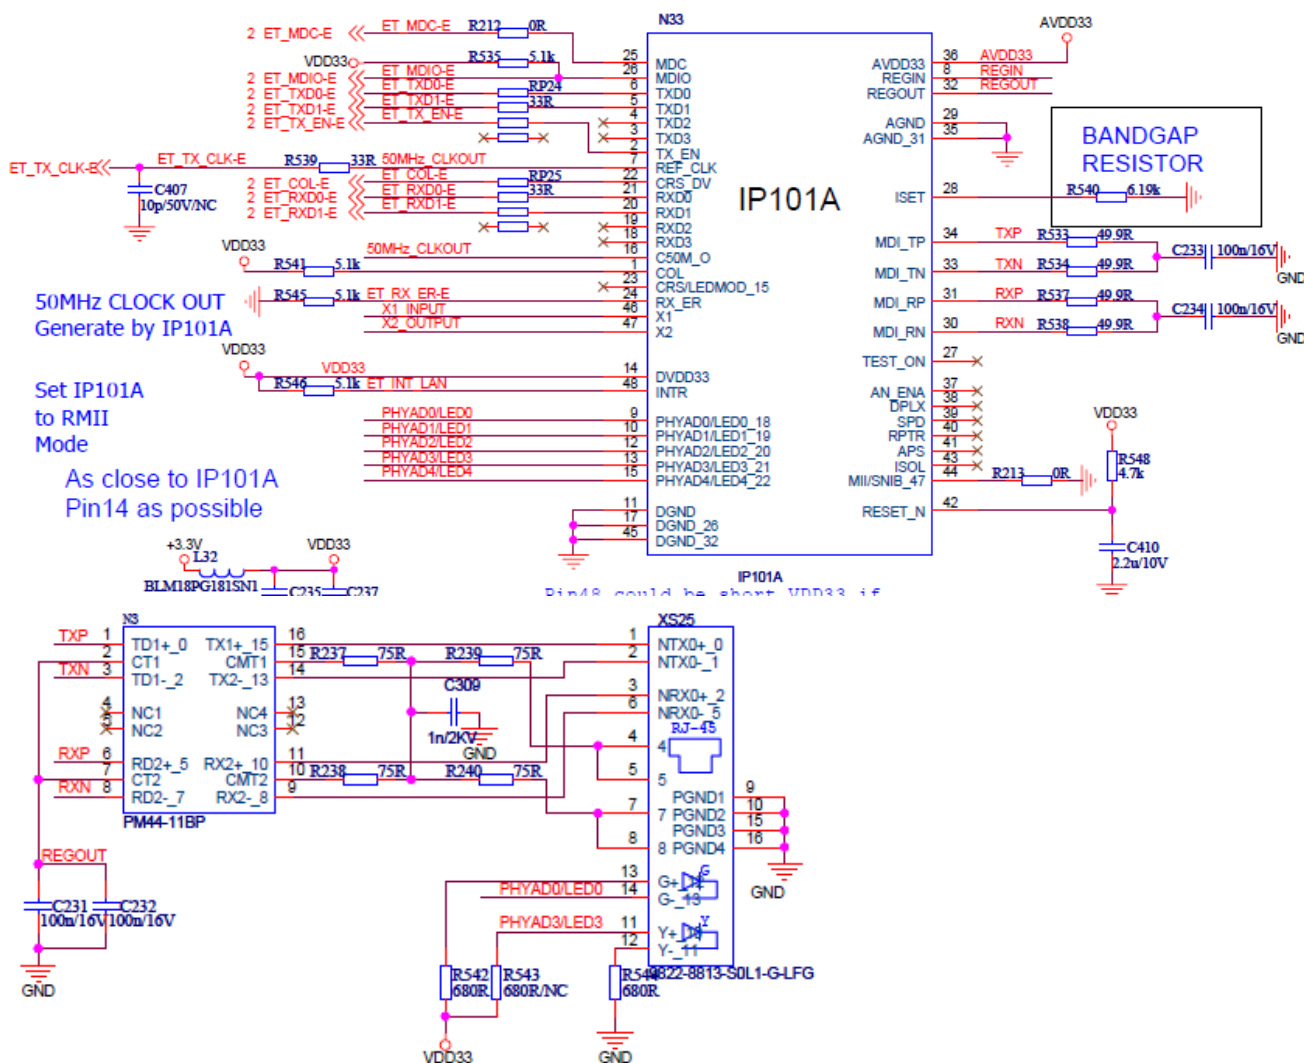 N33
2 ET_MDC-E ET_MDC-E R212 0R
VDD33 R535 5.1k
2 ET_MDIO-E ET_MDIO-E
2 ET_TXD0-E ET_TXD0-E RP24
2 ET_TXD1-E ET_TXD1-E 33R
2 ET_TX_EN-E ET_TX_EN-E
ET_TX_CLK-E ET_TX_CLK-E R539 33R 50MHz_CLKOUT
C407
10p/50V/NC
2 ET_COL-E ET_COL-E RP25
2 ET_RXD0-E ET_RXD0-E 33R
2 ET_RXD1-E ET_RXD1-E
VDD33 50MHz_CLKOUT
R541 5.1k
R545 5.1k ET_RX_ER-E
X1_INPUT
X2_OUTPUT
50MHz CLOCK OUT
Generate by IP101A
VDD33
VDD33
R546 5.1k ET_INT_LAN
Set IP101A
to RMII
Mode
PHYAD0/LED0
PHYAD1/LED1
PHYAD2/LED2
PHYAD3/LED3
PHYAD4/LED4
As close to IP101A
Pin14 as possible
+3.3V L32 VDD33
BLM18PG181SN1 C235 C237
25 MDC
26 MDIO
6 TXD0
5 TXD1
4 TXD2
3 TXD3
2 TX_EN
7 REF_CLK
22 CRS_DV
21 RXD0
20 RXD1
19 RXD2
18 RXD3
16 C50M_O
1 COL
23 CRS/LEDMOD_15
24 RX_ER
46 X1
47 X2
14 DVDD33
48 INTR
9 PHYAD0/LED0_18
10 PHYAD1/LED1_19
12 PHYAD2/LED2_20
13 PHYAD3/LED3_21
15 PHYAD4/LED4_22
11 DGND
17 DGND_26
45 DGND_32
IP101A
AVDD33
AVDD33 36 AVDD33
REGIN 8 REGIN
REGOUT 32 REGOUT
AGND 29
AGND_31 35
BANDGAP
RESISTOR
ISET 28 R540 6.19k
MDI_TP 34 TXP R533 49.9R
C233 100n/16V
MDI_TN 33 TXN R534 49.9R
GND
MDI_RP 31 RXP R537 49.9R
C234 100n/16V
MDI_RN 30 RXN R538 49.9R
GND
TEST_ON 27
AN_ENA 37
DPLX 38
SPD 39
RPTR 40
APS 41
ISOL 43
MII/SNIB_47 44 R213 0R
RESET_N 42
VDD33
R548
4.7k
C410
2.2u/10V
IP101A
Pin48 could be short VDD33 if
N3
TXP 1 TD1+_0 TX1+_15 16
2 CT1 CMT1 15 R237 75R R239 75R
TXN 3 TD1-_2 TX2-_13 14
4 NC1 NC4 13
5 NC2 NC3 12
C309
1n/2KV
GND
RXP 6 RD2+_5 RX2+_10 11
7 CT2 CMT2 10 R238 75R R240 75R
RXN 8 RD2-_7 RX2-_8 9
PM44-11BP
REGOUT
C231 C232
100n/16V 100n/16V
GND
XS25
1 NTX0+_0
2 NTX0-_1
3 NRX0+_2
6 NRX0-_5
RJ-45
4 4
5 5
7 7
8 8
PGND1 9
PGND2 10
PGND3 15
PGND4 16
GND
13 G+_12 G
PHYAD0/LED0 14 G-_13
PHYAD3/LED3 11 Y+_10 Y
12 Y-_11
9822-8813-S0L1-G-LFG
R542 R543 R544
680R 680R/NC 680R
VDD33 GND